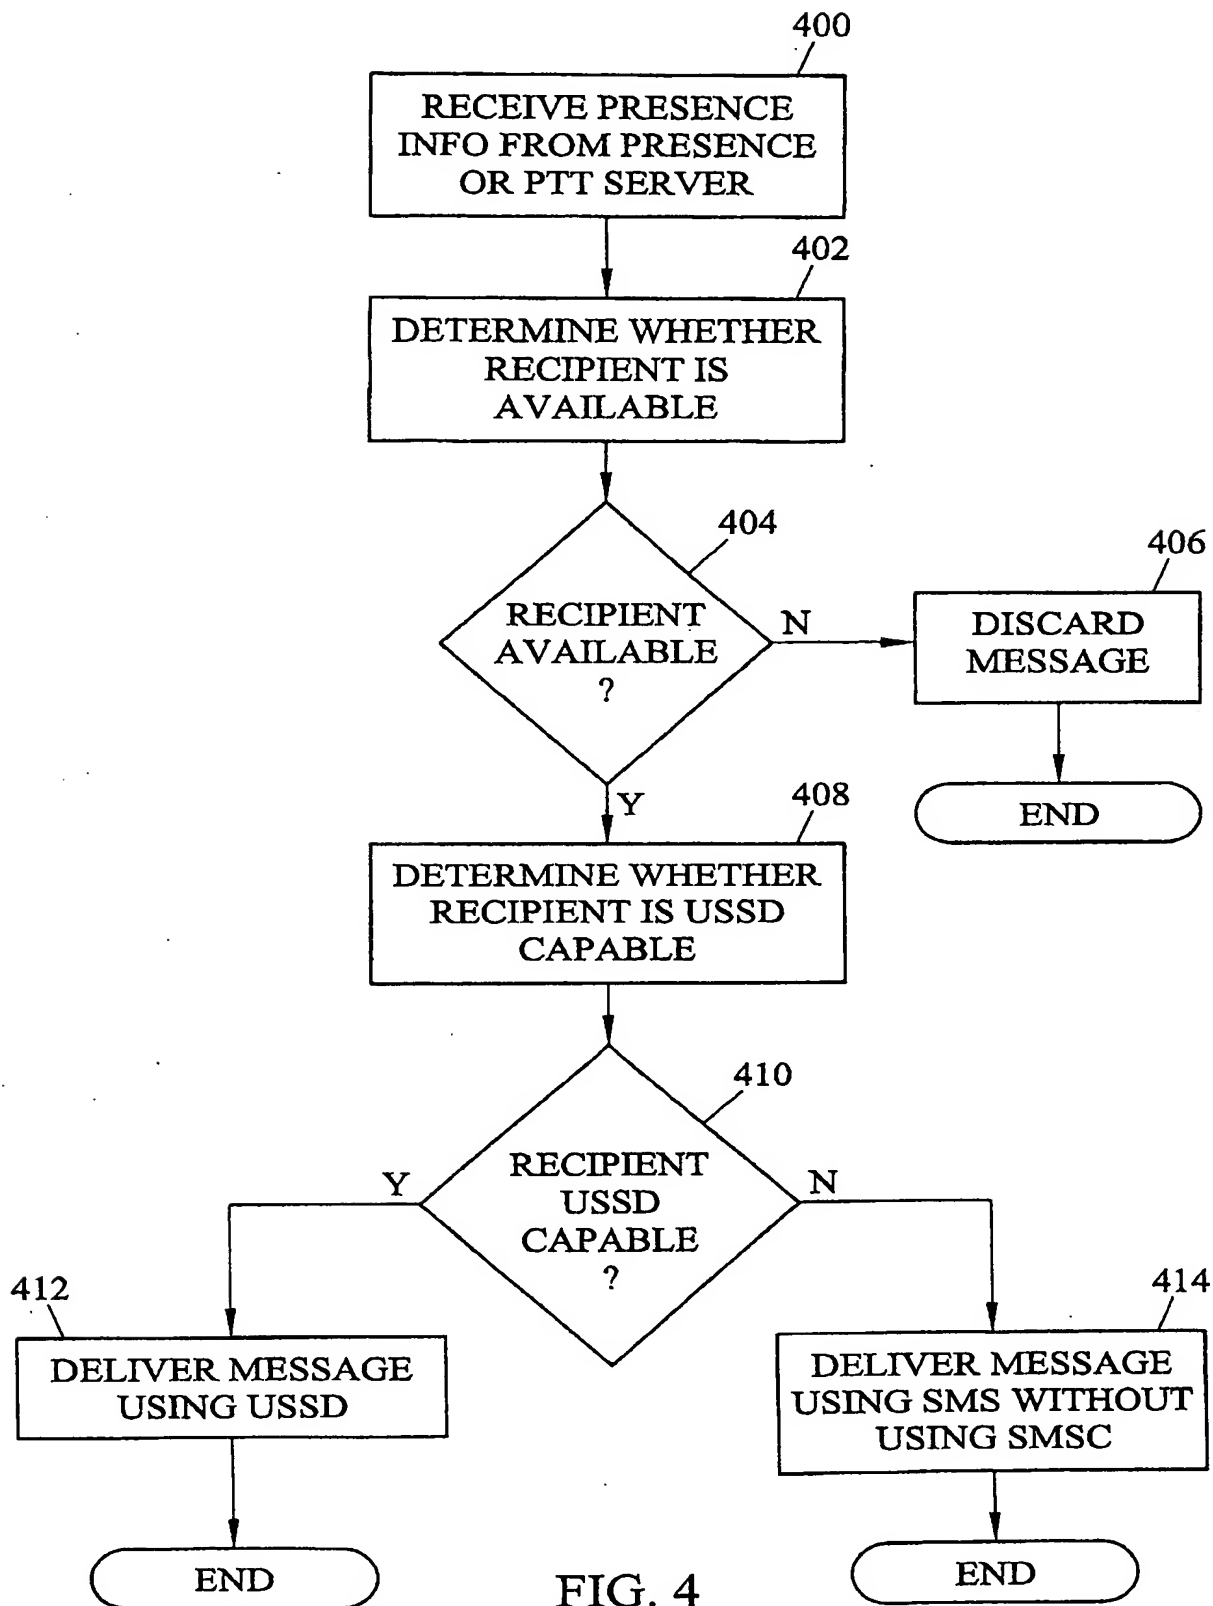 400
RECEIVE PRESENCE
INFO FROM PRESENCE
OR PTT SERVER
402
DETERMINE WHETHER
RECIPIENT IS
AVAILABLE
404
RECIPIENT
AVAILABLE
?
N
406
DISCARD
MESSAGE
END
Y
408
DETERMINE WHETHER
RECIPIENT IS USSD
CAPABLE
410
RECIPIENT
USSD
CAPABLE
?
Y
N
412
DELIVER MESSAGE
USING USSD
END
414
DELIVER MESSAGE
USING SMS WITHOUT
USING SMSC
END
FIG. 4